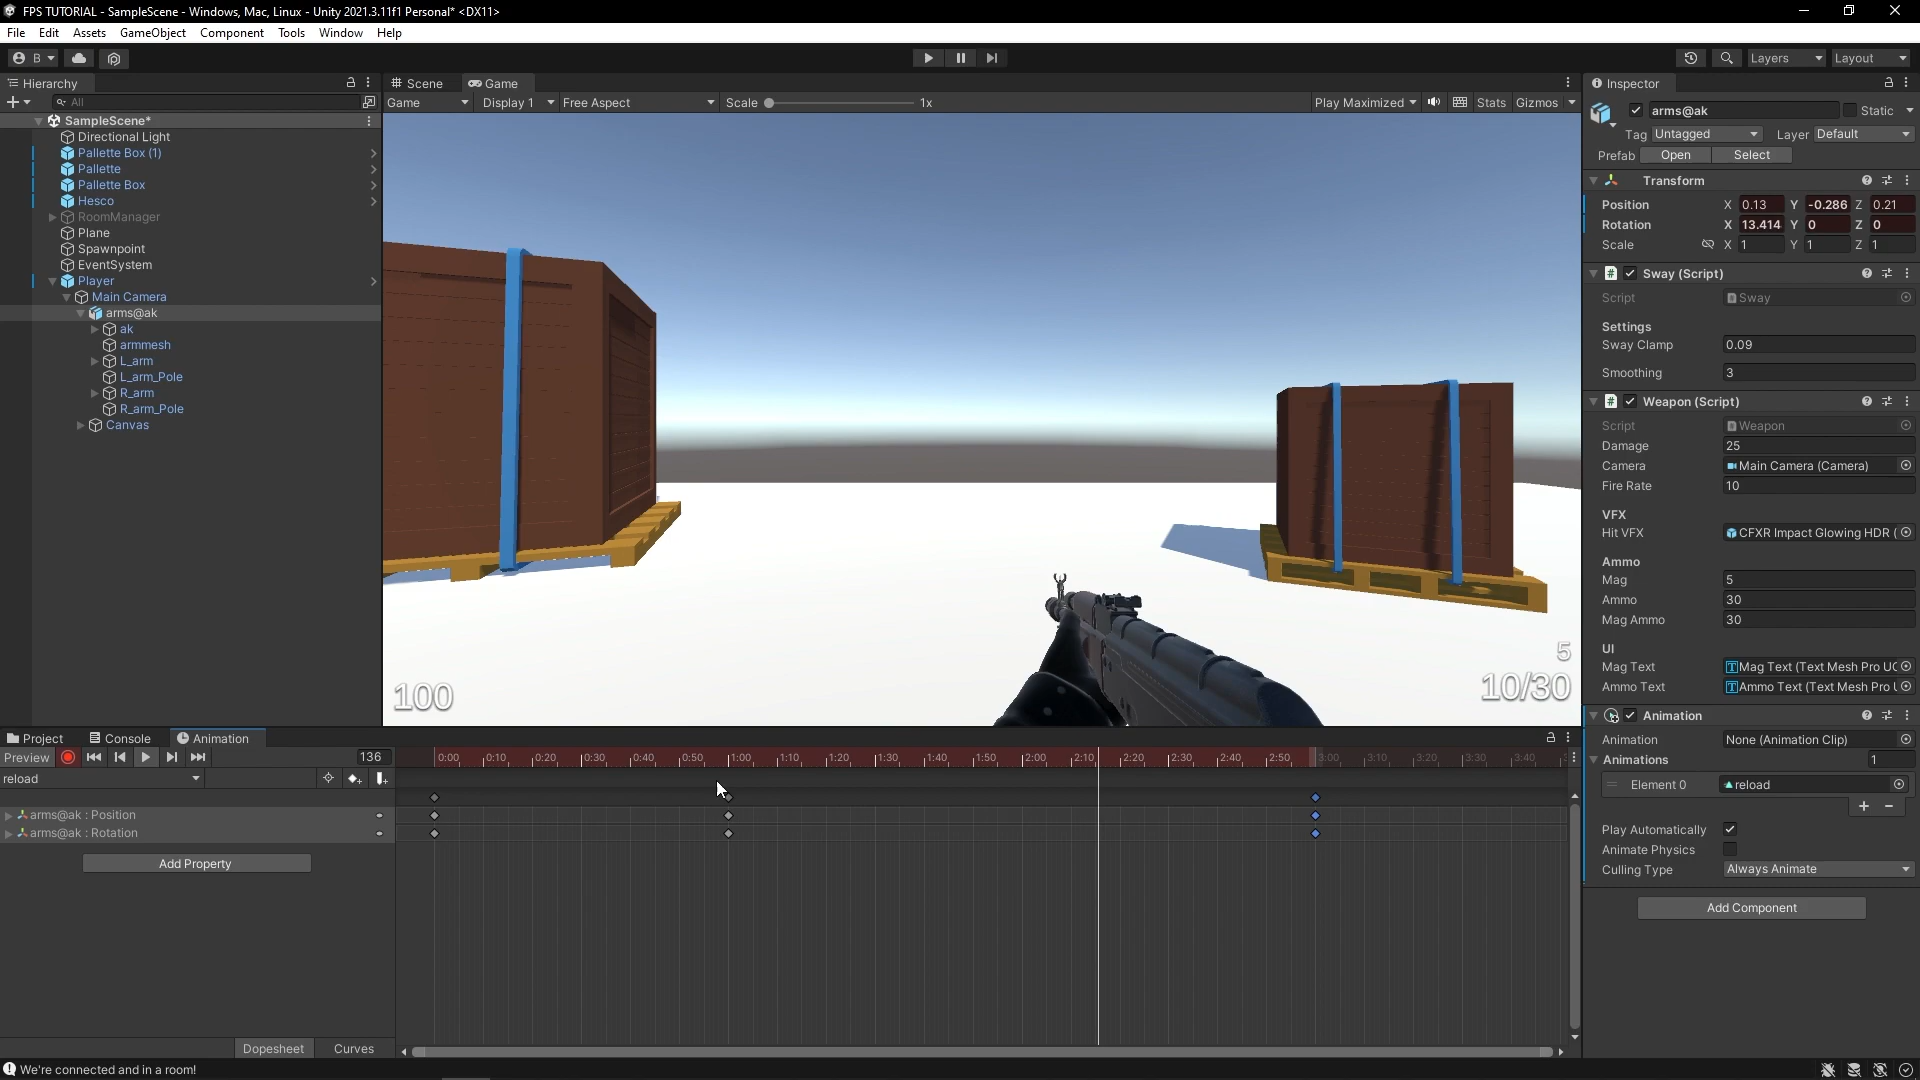 FPS TUTORIAL - SampleScene - Windows, Mac, Linux - Unity 2021.3.11f1 Personal* <DX11>
File Edit Assets GameObject Component Tools Window Help
B Layers Layout
Hierarchy
All
SampleScene*
Directional Light
Pallette Box (1)
Pallette
Pallette Box
Hesco
RoomManager
Plane
Spawnpoint
EventSystem
Player
Main Camera
arms@ak
ak
armmesh
L_arm
L_arm_Pole
R_arm
R_arm_Pole
Canvas
Scene Game
Game Display 1 Free Aspect Scale 1x Play Maximized Stats Gizmos
100
5
10/30
Inspector
arms@ak Static
Tag Untagged Layer Default
Prefab Open Select
Transform
Position X 0.13 Y -0.286 Z 0.21
Rotation X 13.414 Y 0 Z 0
Scale X 1 Y 1 Z 1
# Sway (Script)
Script Sway
Settings
Sway Clamp 0.09
Smoothing 3
# Weapon (Script)
Script Weapon
Damage 25
Camera Main Camera (Camera)
Fire Rate 10
VFX
Hit VFX CFXR Impact Glowing HDR (
Ammo
Mag 5
Ammo 30
Mag Ammo 30
UI
Mag Text Mag Text (Text Mesh Pro UG
Ammo Text Ammo Text (Text Mesh Pro U
Animation
Animation None (Animation Clip)
Animations 1
Element 0 reload
+ −
Play Automatically
Animate Physics
Culling Type Always Animate
Add Component
Project Console Animation
Preview 136
0:00 0:10 0:20 0:30 0:40 0:50 1:00 1:10 1:20 1:30 1:40 1:50 2:00 2:10 2:20 2:30 2:40 2:50 3:00 3:10 3:20 3:30 3:40
reload
arms@ak : Position
arms@ak : Rotation
Add Property
Dopesheet Curves
We're connected and in a room!